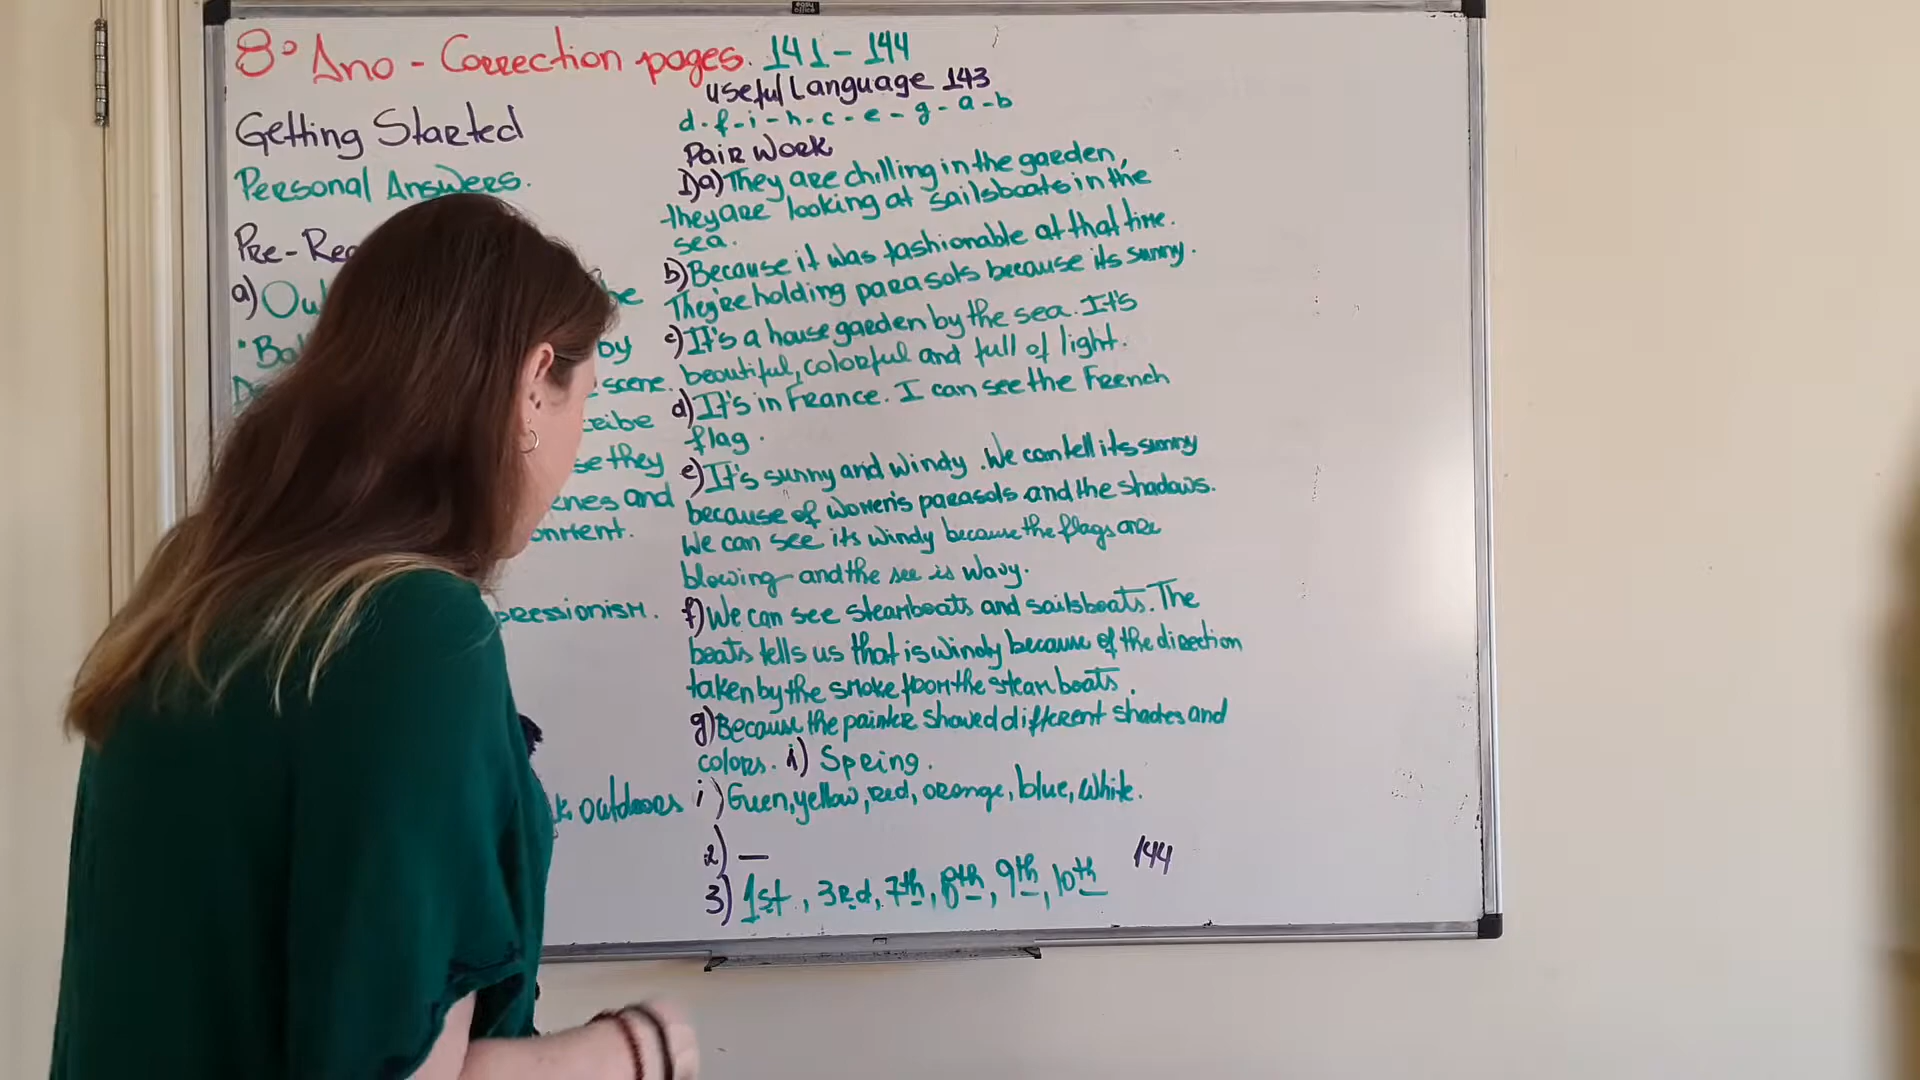 easy office
8º Ano - Correction pages. 141-144
Getting Started
Personal Answers.
Pre-Rea
a) Out
be
"Bal
by
scene.
cribe
se they
enes and
onment.
pressionism.
k outdoors
Useful Language 143
d-f-i-h-c-e-g-a-b
Pair Work
1)a) They are chilling in the garden,
they are looking at sailsboats in the
sea.
b) Because it was fashionable at that time.
They're holding parasols because its sunny.
c) It's a house garden by the sea. It's
beautiful, colorful and full of light.
d) It's in France. I can see the French
flag.
e) It's sunny and windy. We can tell its sunny
because of women's parasols and the shadows.
We can see its windy because the flags are
blowing and the see is wavy.
f) We can see steamboats and sailsboats. The
boats tells us that is windy because of the direction
taken by the smoke from the steam boats.
g) Because the painter showed different shades and
colors. h) Spring.
i) Green, yellow, red, orange, blue, white.
2) —
3) 1st, 3rd, 7th, 8th, 9th, 10th 144